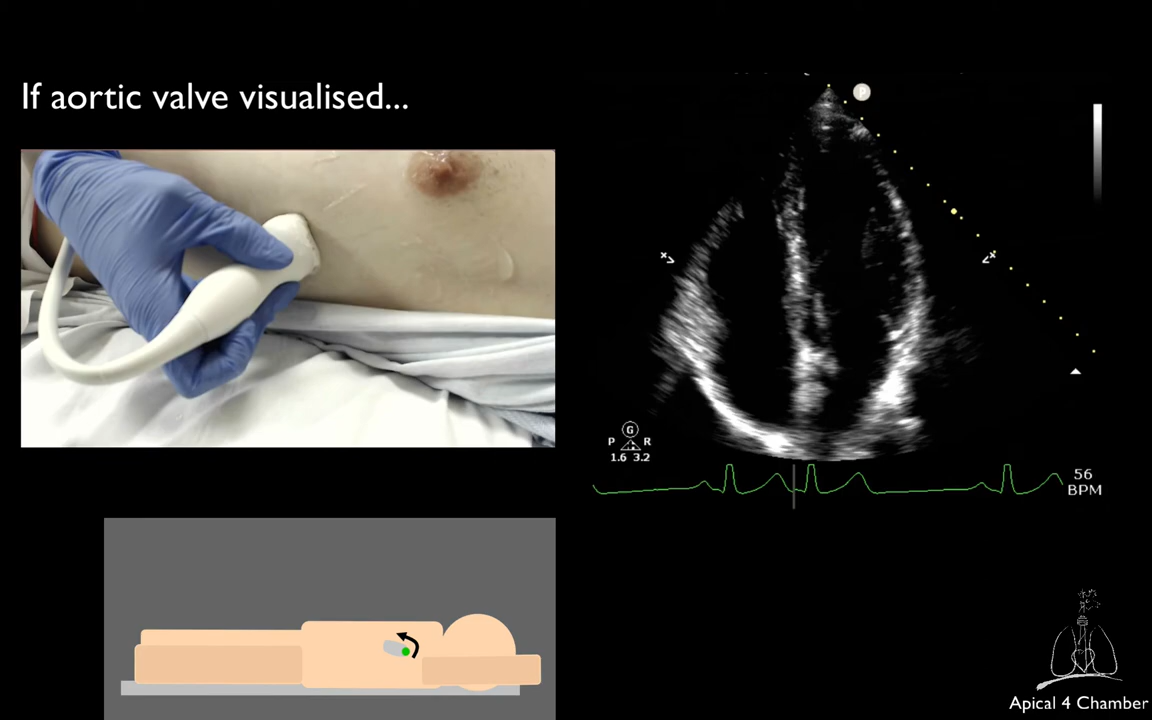 If aortic valve visualised...
P
G
P R
1.6 3.2
56
BPM
Apical 4 Chamber